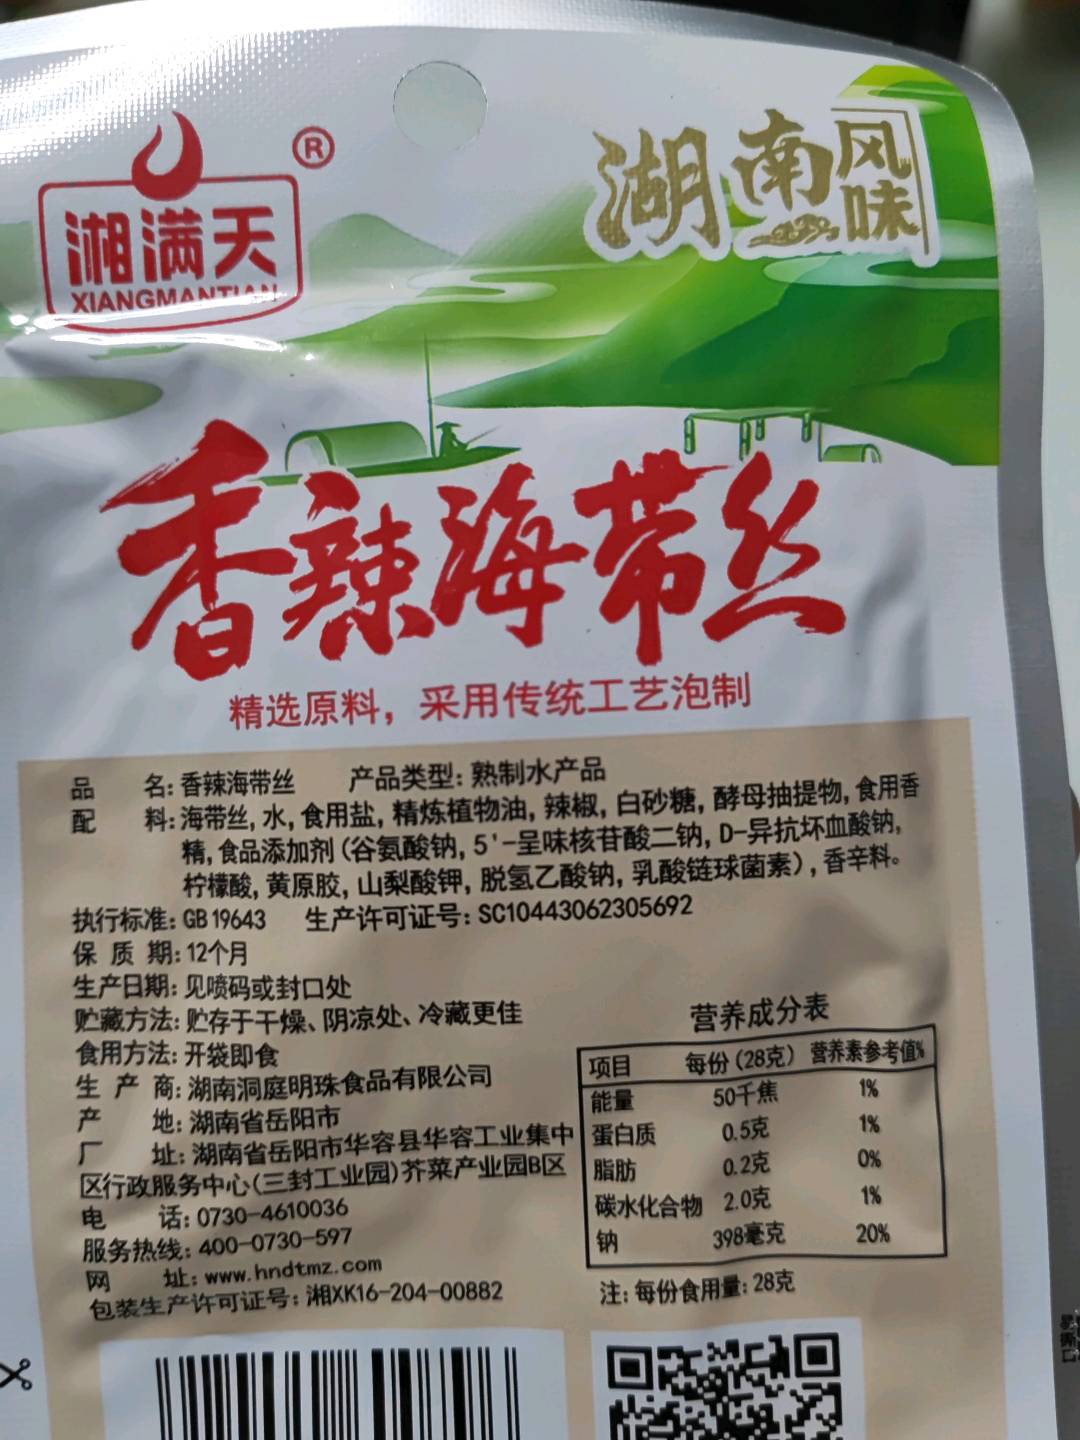 ®
湘满天
XIANGMANTIAN
湖南风味
香辣海带丝
精选原料，采用传统工艺泡制
品 名：香辣海带丝 产品类型：熟制水产品
配 料：海带丝，水，食用盐，精炼植物油，辣椒，白砂糖，酵母抽提物，食用香
精，食品添加剂（谷氨酸钠，5'-呈味核苷酸二钠，D-异抗坏血酸钠，
柠檬酸，黄原胶，山梨酸钾，脱氢乙酸钠，乳酸链球菌素），香辛料。
执行标准：GB 19643 生产许可证号：SC10443062305692
保 质 期：12个月
生产日期：见喷码或封口处
贮藏方法：贮存于干燥、阴凉处、冷藏更佳
食用方法：开袋即食
生 产 商：湖南洞庭明珠食品有限公司
产 地：湖南省岳阳市
厂 址：湖南省岳阳市华容县华容工业集中
区行政服务中心(三封工业园)芥菜产业园B区
电 话：0730-4610036
服务热线：400-0730-597
网 址：www.hndtmz.com
包装生产许可证号：湘XK16-204-00882
营养成分表
项目 每份(28克) 营养素参考值%
能量 50千焦 1%
蛋白质 0.5克 1%
脂肪 0.2克 0%
碳水化合物 2.0克 1%
钠 398毫克 20%
注：每份食用量：28克